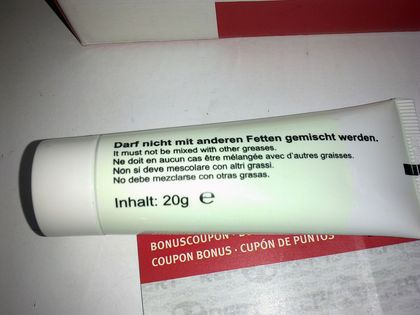 Darf nicht mit anderen Fetten gemischt werden.
It must not be mixed with other greases.
Ne doit en aucun cas être mélangée avec d'autres graisses.
Non si deve mescolare con altri grassi.
No debe mezclarse con otras grasas.
Inhalt: 20g ℮
BONUSCOUPON · BONUS
COUPON BONUS · CUPÓN DE PUNTOS